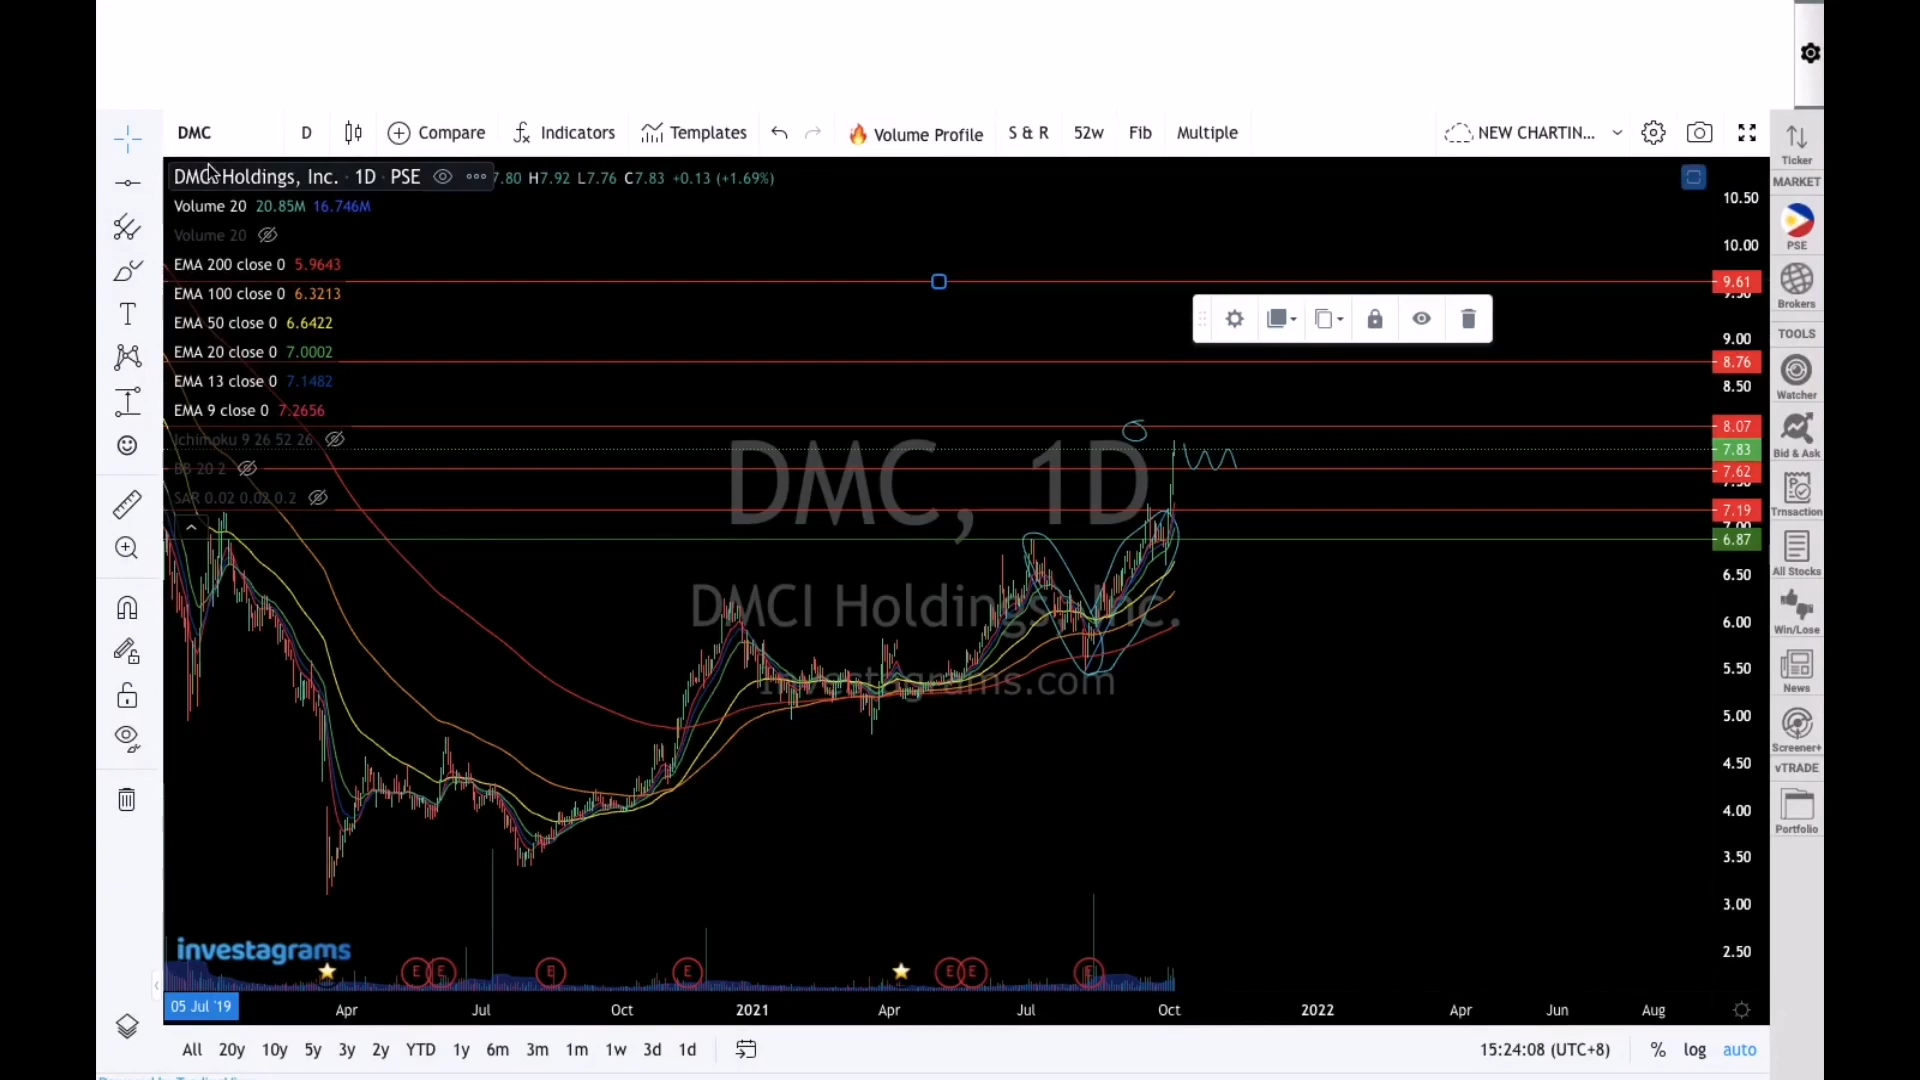 DMC
D
Compare
Indicators
Templates
Volume Profile
S & R
52w
Fib
Multiple
NEW CHARTIN...
DMCI Holdings, Inc. · 1D · PSE
7.80 H7.92 L7.76 C7.83 +0.13 (+1.69%)
Volume 20 20.85M 16.746M
Volume 20
EMA 200 close 0 5.9643
EMA 100 close 0 6.3213
EMA 50 close 0 6.6422
EMA 20 close 0 7.0002
EMA 13 close 0 7.1482
EMA 9 close 0 7.2656
Ichimoku 9 26 52 26
BB 20 2
SAR 0.02 0.02 0.2
DMC, 1D
DMCI Holdings, Inc.
Investagrams.com
10.50
10.00
9.61
9.00
8.76
8.50
8.07
7.83
7.62
7.19
6.87
6.50
6.00
5.50
5.00
4.50
4.00
3.50
3.00
2.50
investagrams
E E E E E E E
05 Jul '19
Apr
Jul
Oct
2021
Apr
Jul
Oct
2022
Apr
Jun
Aug
All 20y 10y 5y 3y 2y YTD 1y 6m 3m 1m 1w 3d 1d
15:24:08 (UTC+8)
% log auto
Ticker
MARKET
PSE
Brokers
TOOLS
Watcher
Bid & Ask
Trnsaction
All Stocks
Win/Lose
News
Screener+
vTRADE
Portfolio